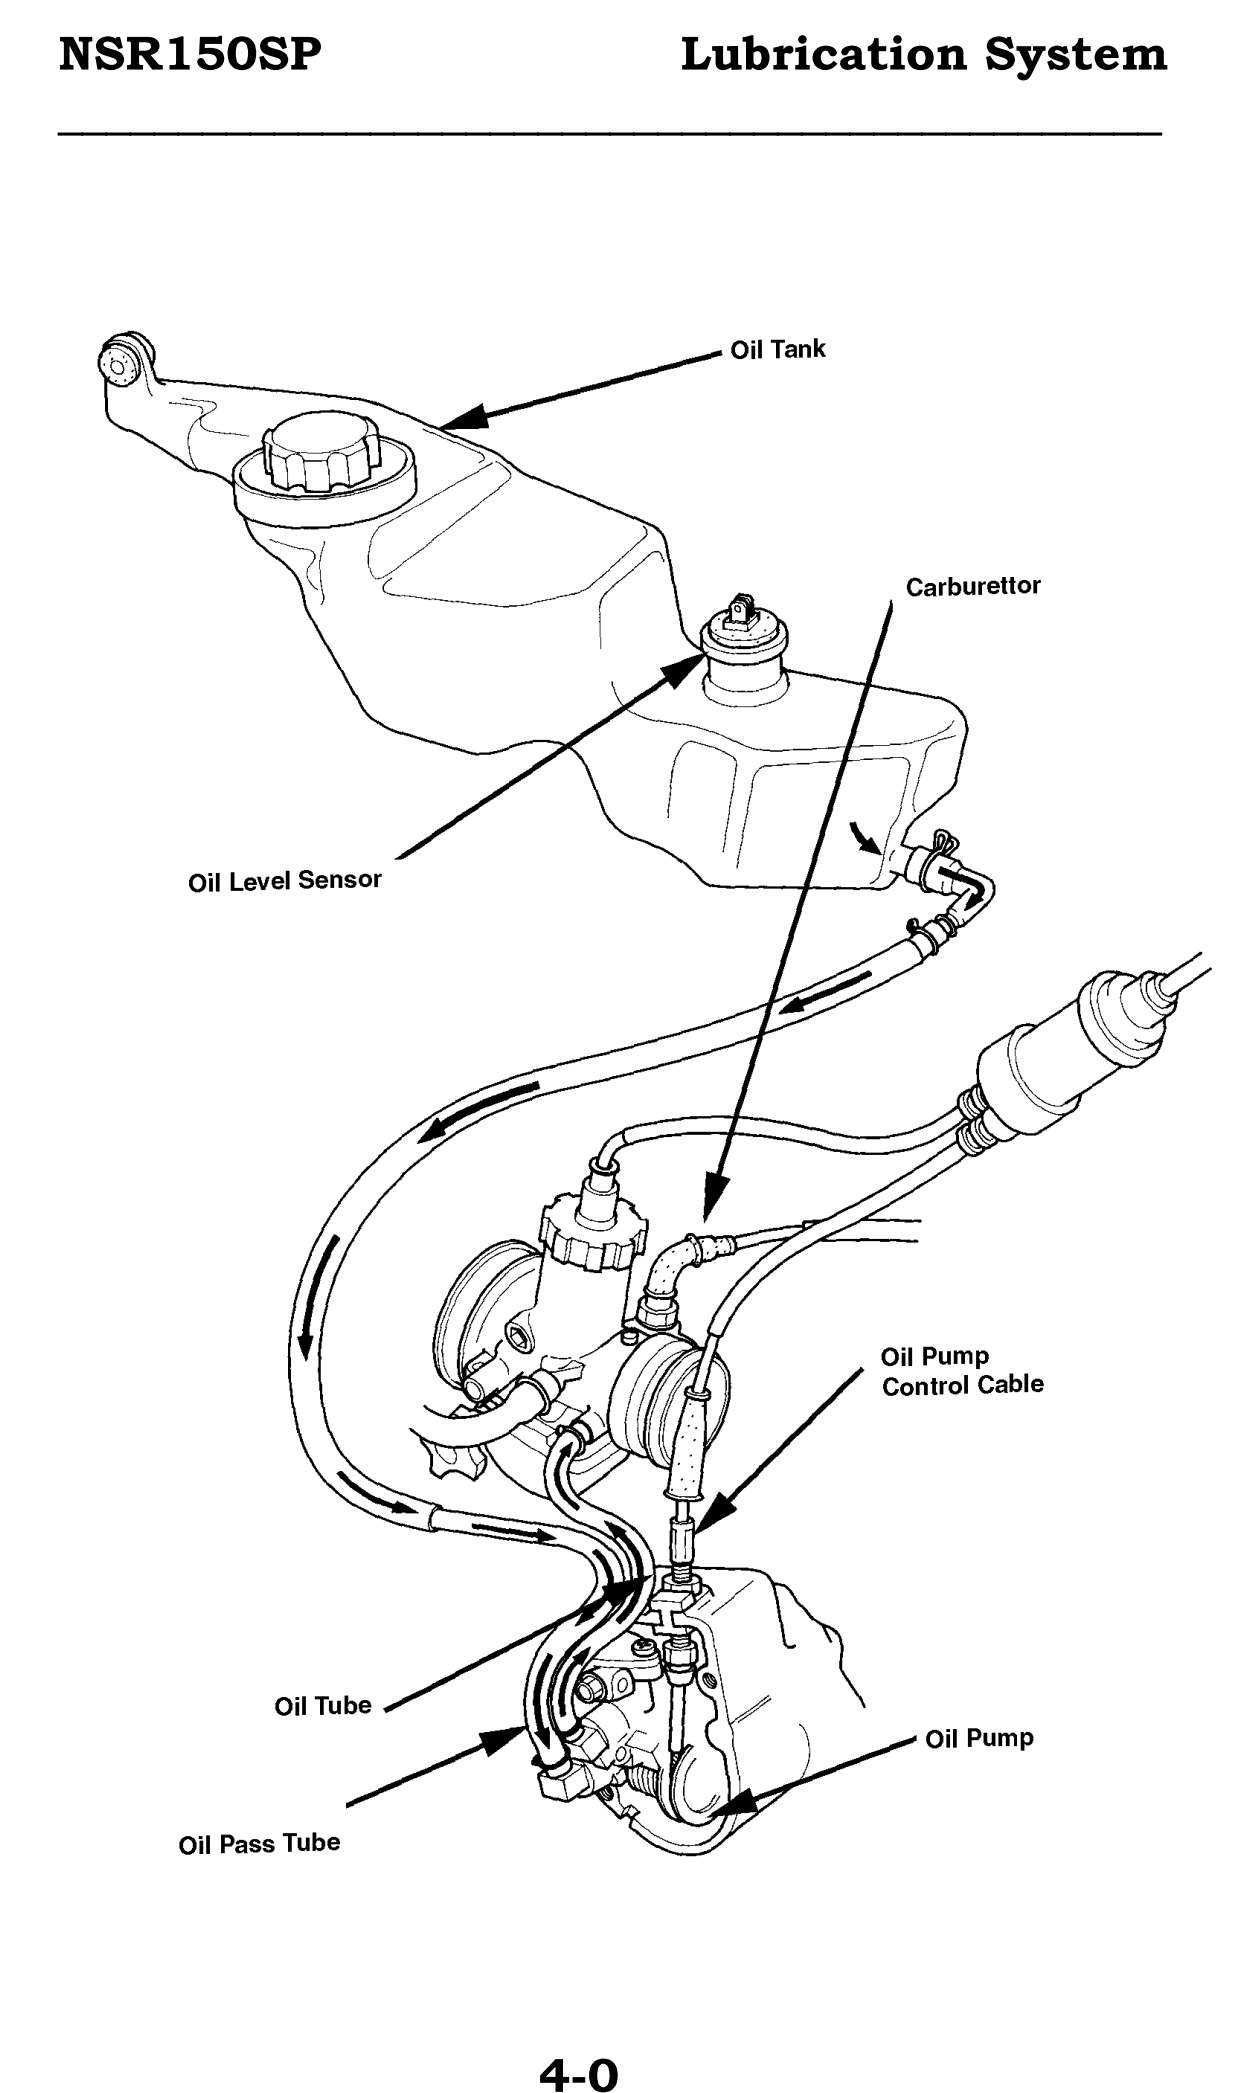 NSR150SP Lubrication System
Oil Tank
Carburettor
Oil Level Sensor
Oil Pump
Control Cable
Oil Tube
Oil Pump
Oil Pass Tube
4-0